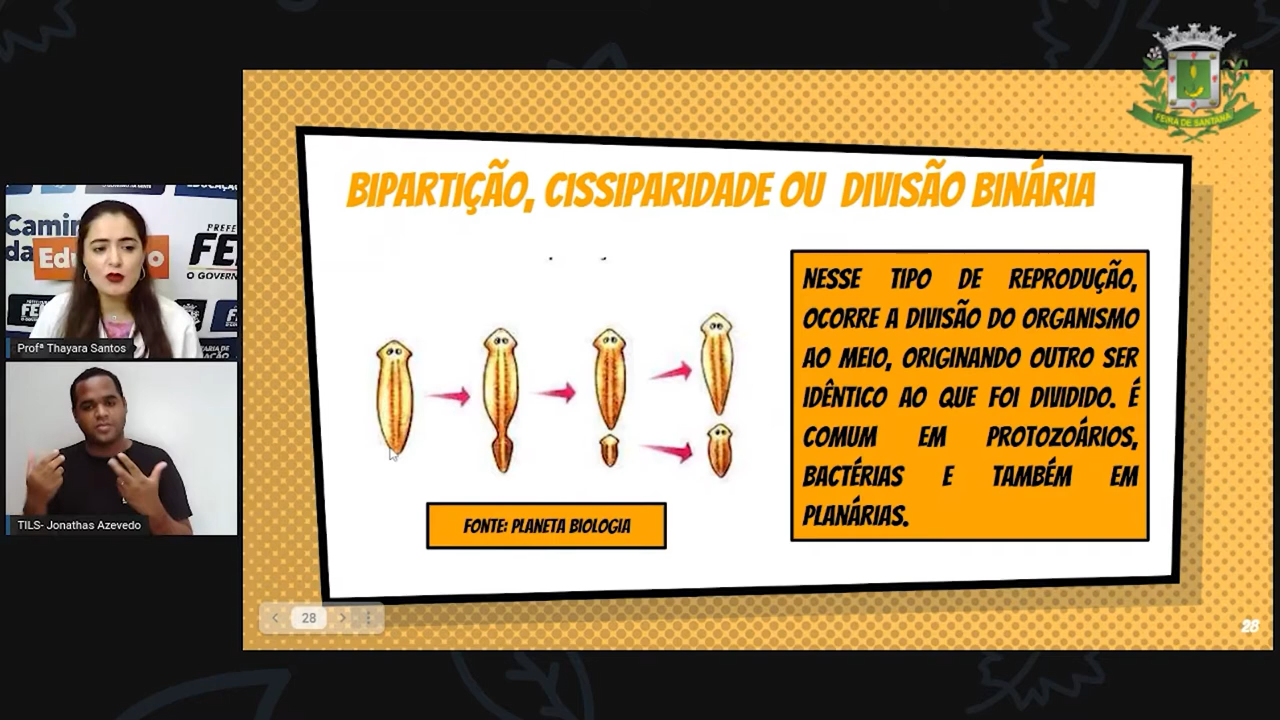 FEIRA DE SANTANA
BIPARTIÇÃO, CISSIPARIDADE OU DIVISÃO BINÁRIA
NESSE TIPO DE REPRODUÇÃO,
OCORRE A DIVISÃO DO ORGANISMO
AO MEIO, ORIGINANDO OUTRO SER
IDÊNTICO AO QUE FOI DIVIDIDO. É
COMUM EM PROTOZOÁRIOS,
BACTÉRIAS E TAMBÉM EM
PLANÁRIAS.
FONTE: PLANETA BIOLOGIA
28
28
Profª Thayara Santos
TILS- Jonathas Azevedo